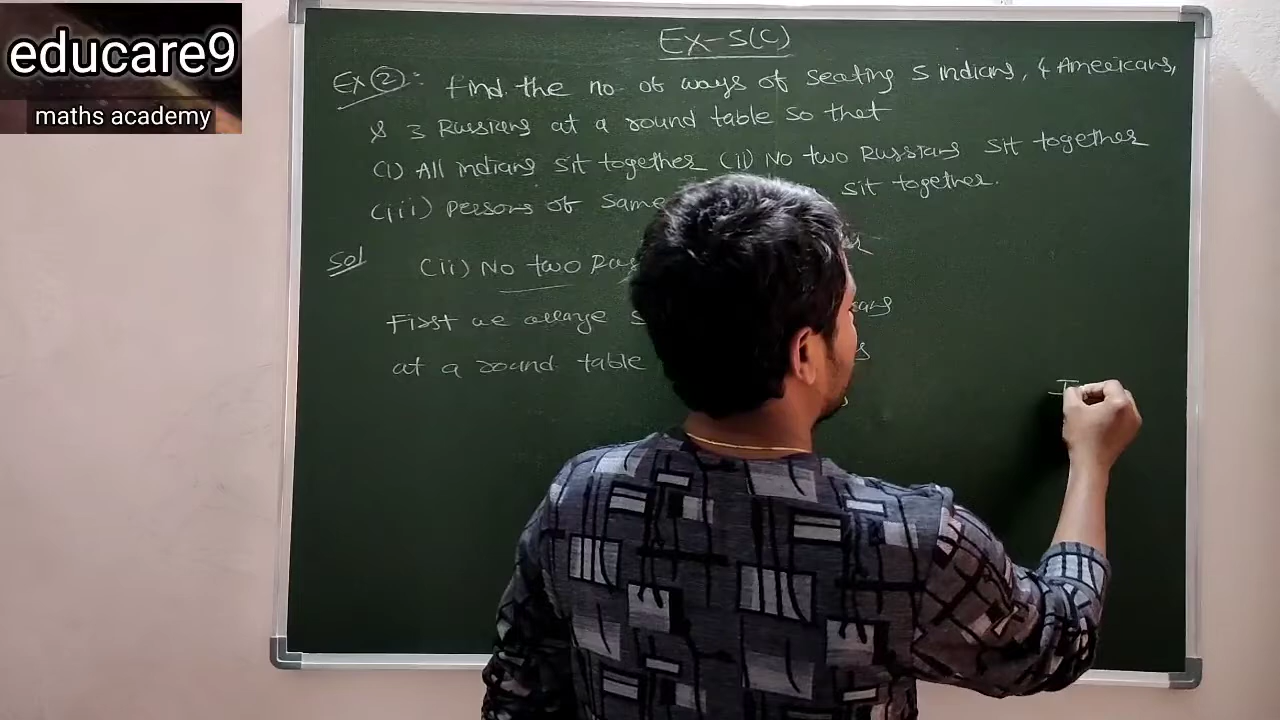 educare9
maths academy
Ex-5(C)
Ex ② : Find the no. of ways of seating 5 indians, 4 Americans,
& 3 Russians at a round table so that
(i) All indians sit together (ii) No two Russians sit together
(iii) persons of same sit together.
Sol (ii) No two
First we arrange
at a round table
I